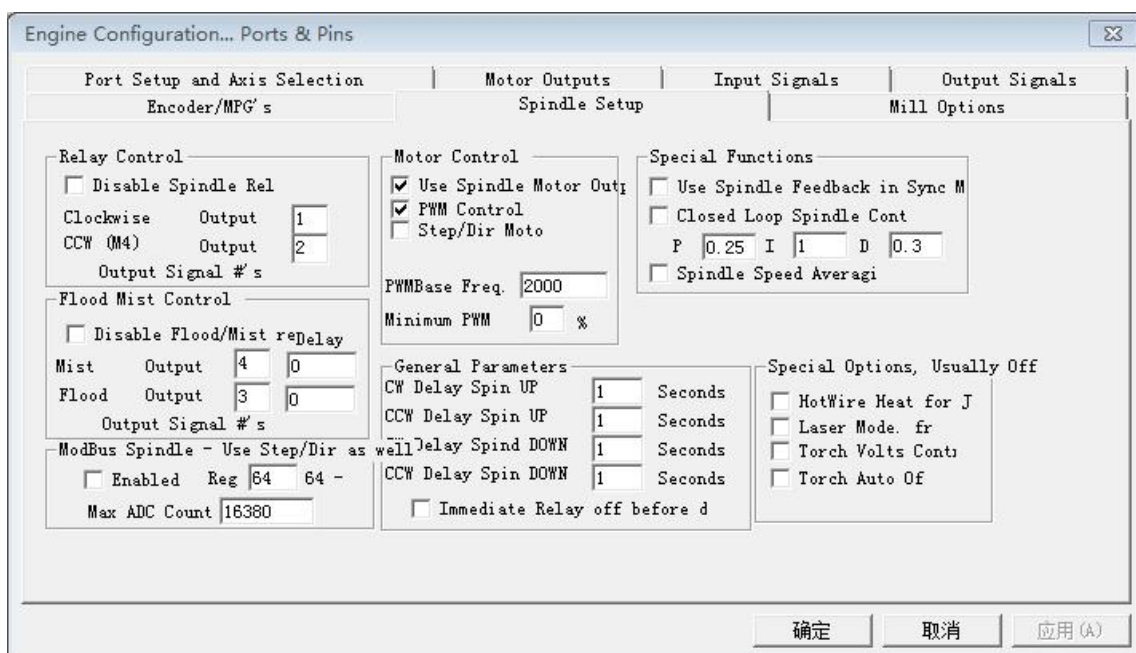 Engine Configuration... Ports & Pins
Port Setup and Axis Selection
Motor Outputs
Input Signals
Output Signals
Encoder/MPG's
Spindle Setup
Mill Options
Relay Control
Disable Spindle Rel
Clockwise Output 1
CCW (M4) Output 2
Output Signal #'s
Flood Mist Control
Disable Flood/Mist re Delay
Mist Output 4 0
Flood Output 3 0
Output Signal #'s
ModBus Spindle - Use Step/Dir as well
Enabled Reg 64 64 -
Max ADC Count 16380
Motor Control
Use Spindle Motor Outp
PWM Control
Step/Dir Moto
PWMBase Freq. 2000
Minimum PWM 0 %
General Parameters
CW Delay Spin UP 1 Seconds
CCW Delay Spin UP 1 Seconds
Delay Spind DOWN 1 Seconds
CCW Delay Spin DOWN 1 Seconds
Immediate Relay off before d
Special Functions
Use Spindle Feedback in Sync M
Closed Loop Spindle Cont
P 0.25 I 1 D 0.3
Spindle Speed Averagi
Special Options, Usually Off
HotWire Heat for J
Laser Mode. fr
Torch Volts Cont
Torch Auto Of
确定
取消
应用(A)